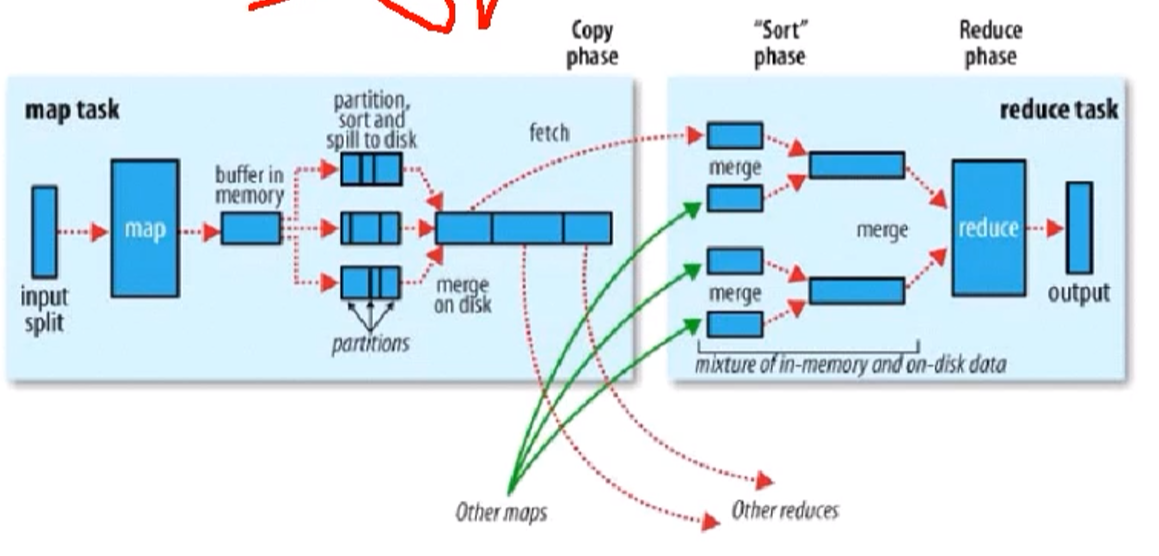 Copy
phase
“Sort”
phase
Reduce
phase
map task
reduce task
partition,
sort and
spill to disk
fetch
buffer in
memory
merge
map
merge
reduce
merge
on disk
merge
input
split
output
partitions
mixture of in-memory and on-disk data
Other maps
Other reduces